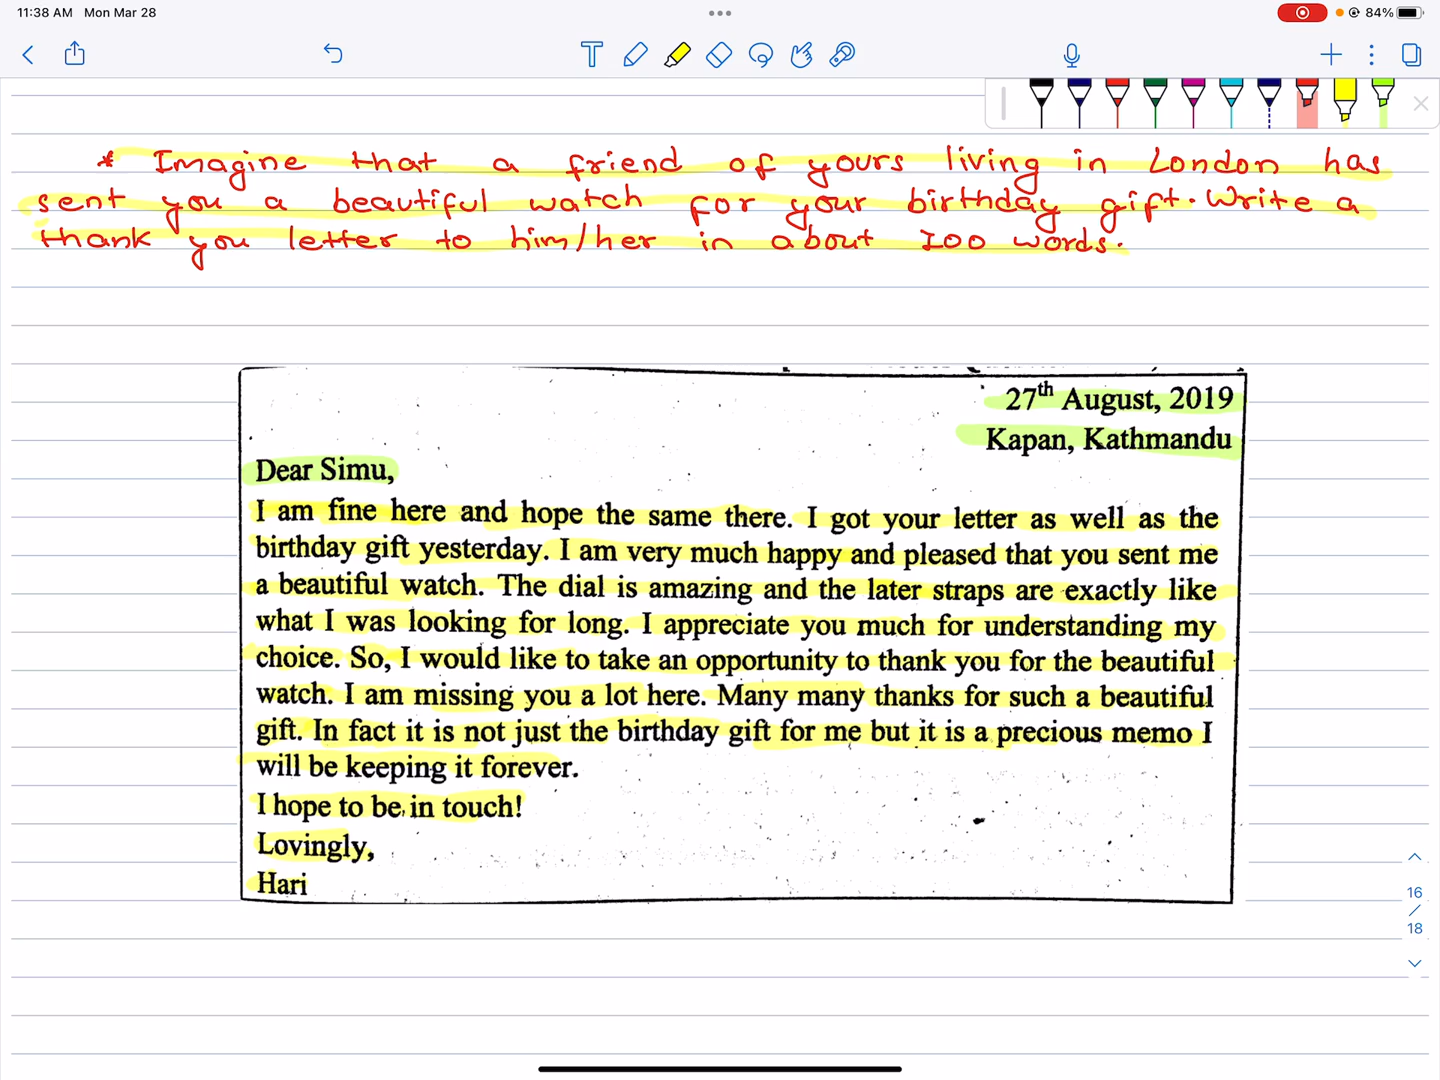 11:38 AM Mon Mar 28
84%
* Imagine that a friend of yours living in London has
sent you a beautiful watch for your birthday gift. Write a
thank you letter to him/her in about 100 words.
27th August, 2019
Kapan, Kathmandu
Dear Simu,
I am fine here and hope the same there. I got your letter as well as the
birthday gift yesterday. I am very much happy and pleased that you sent me
a beautiful watch. The dial is amazing and the later straps are exactly like
what I was looking for long. I appreciate you much for understanding my
choice. So, I would like to take an opportunity to thank you for the beautiful
watch. I am missing you a lot here. Many many thanks for such a beautiful
gift. In fact it is not just the birthday gift for me but it is a precious memo I
will be keeping it forever.
I hope to be in touch!
Lovingly,
Hari
16
/
18